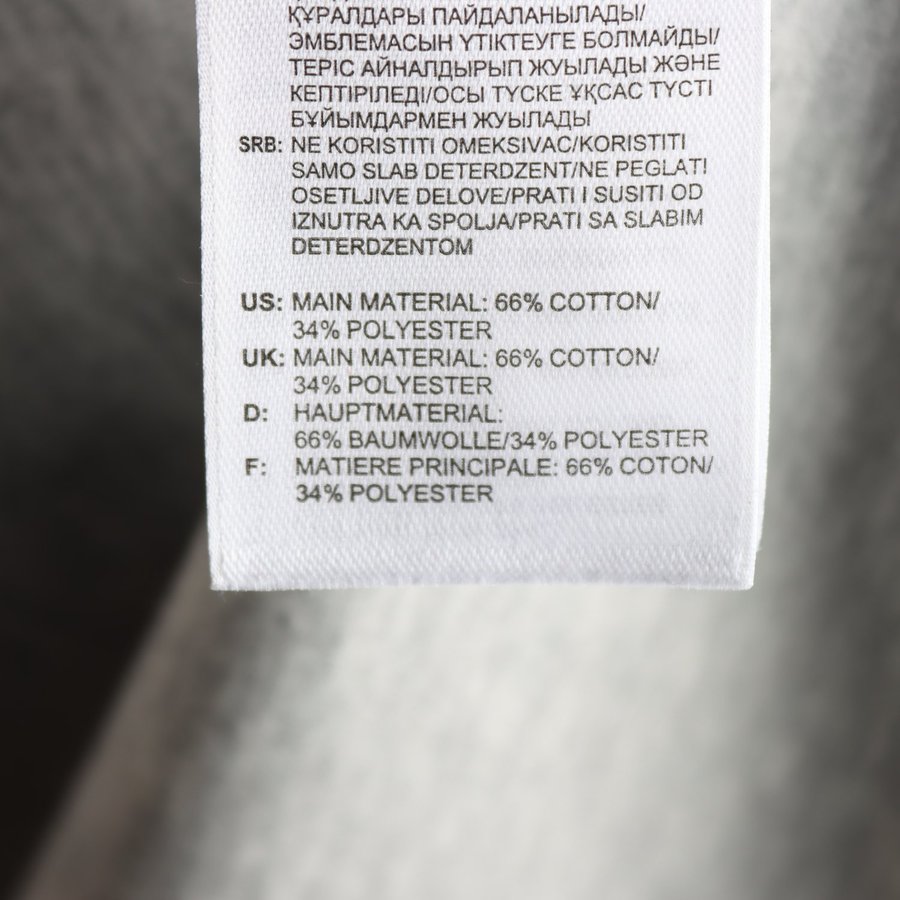 ҚҰРАЛДАРЫ ПАЙДАЛАНЫЛАДЫ/
ЭМБЛЕМАСЫН ҮТІКТЕУГЕ БОЛМАЙДЫ/
ТЕРІС АЙНАЛДЫРЫП ЖУЫЛАДЫ ЖӘНЕ
КЕПТІРІЛЕДІ/ОСЫ ТҮСКЕ ҰҚСАС ТҮСТІ
БҰЙЫМДАРМЕН ЖУЫЛАДЫ
SRB: NE KORISTITI OMEKSIVAC/KORISTITI
SAMO SLAB DETERDZENT/NE PEGLATI
OSETLJIVE DELOVE/PRATI I SUSITI OD
IZNUTRA KA SPOLJA/PRATI SA SLABIM
DETERDZENTOM
US: MAIN MATERIAL: 66% COTTON/
34% POLYESTER
UK: MAIN MATERIAL: 66% COTTON/
34% POLYESTER
D: HAUPTMATERIAL:
66% BAUMWOLLE/34% POLYESTER
F: MATIERE PRINCIPALE: 66% COTON/
34% POLYESTER